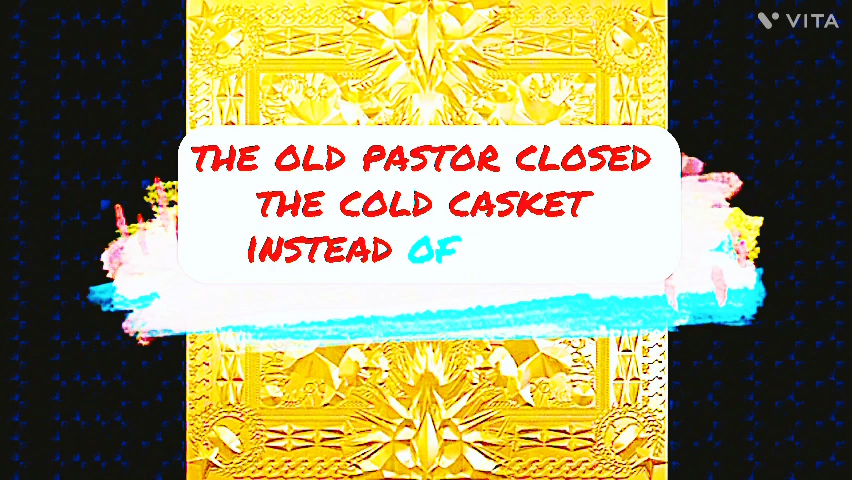 VITA
THE OLD PASTOR CLOSED
THE COLD CASKET
INSTEAD OF